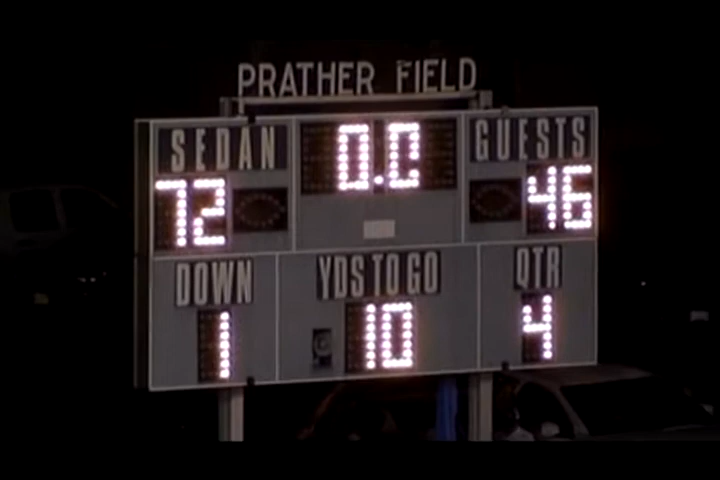 PRATHER FIELD
SEDAN 0.0 GUESTS
72 46
DOWN YDS TO GO QTR
1 10 4